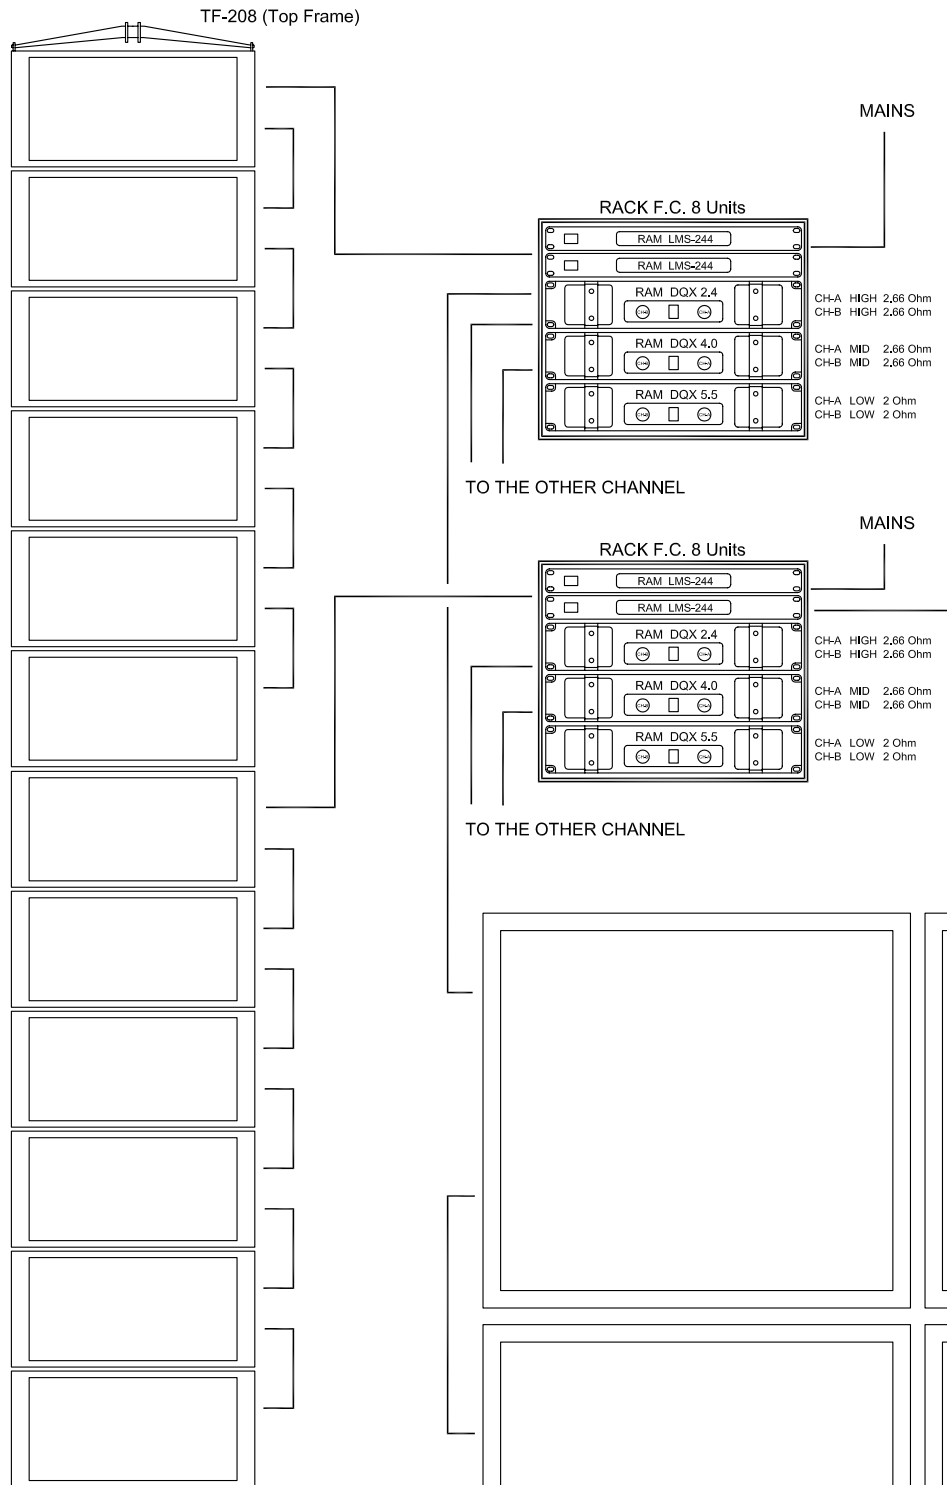 TF-208 (Top Frame)
MAINS
RACK F.C. 8 Units
RAM LMS-244
RAM LMS-244
RAM DQX 2.4
CH-A HIGH 2.66 Ohm
CH-B HIGH 2.66 Ohm
RAM DQX 4.0
CH-A MID 2.66 Ohm
CH-B MID 2.66 Ohm
RAM DQX 5.5
CH-A LOW 2 Ohm
CH-B LOW 2 Ohm
TO THE OTHER CHANNEL
MAINS
RACK F.C. 8 Units
RAM LMS-244
RAM LMS-244
RAM DQX 2.4
CH-A HIGH 2.66 Ohm
CH-B HIGH 2.66 Ohm
RAM DQX 4.0
CH-A MID 2.66 Ohm
CH-B MID 2.66 Ohm
RAM DQX 5.5
CH-A LOW 2 Ohm
CH-B LOW 2 Ohm
TO THE OTHER CHANNEL